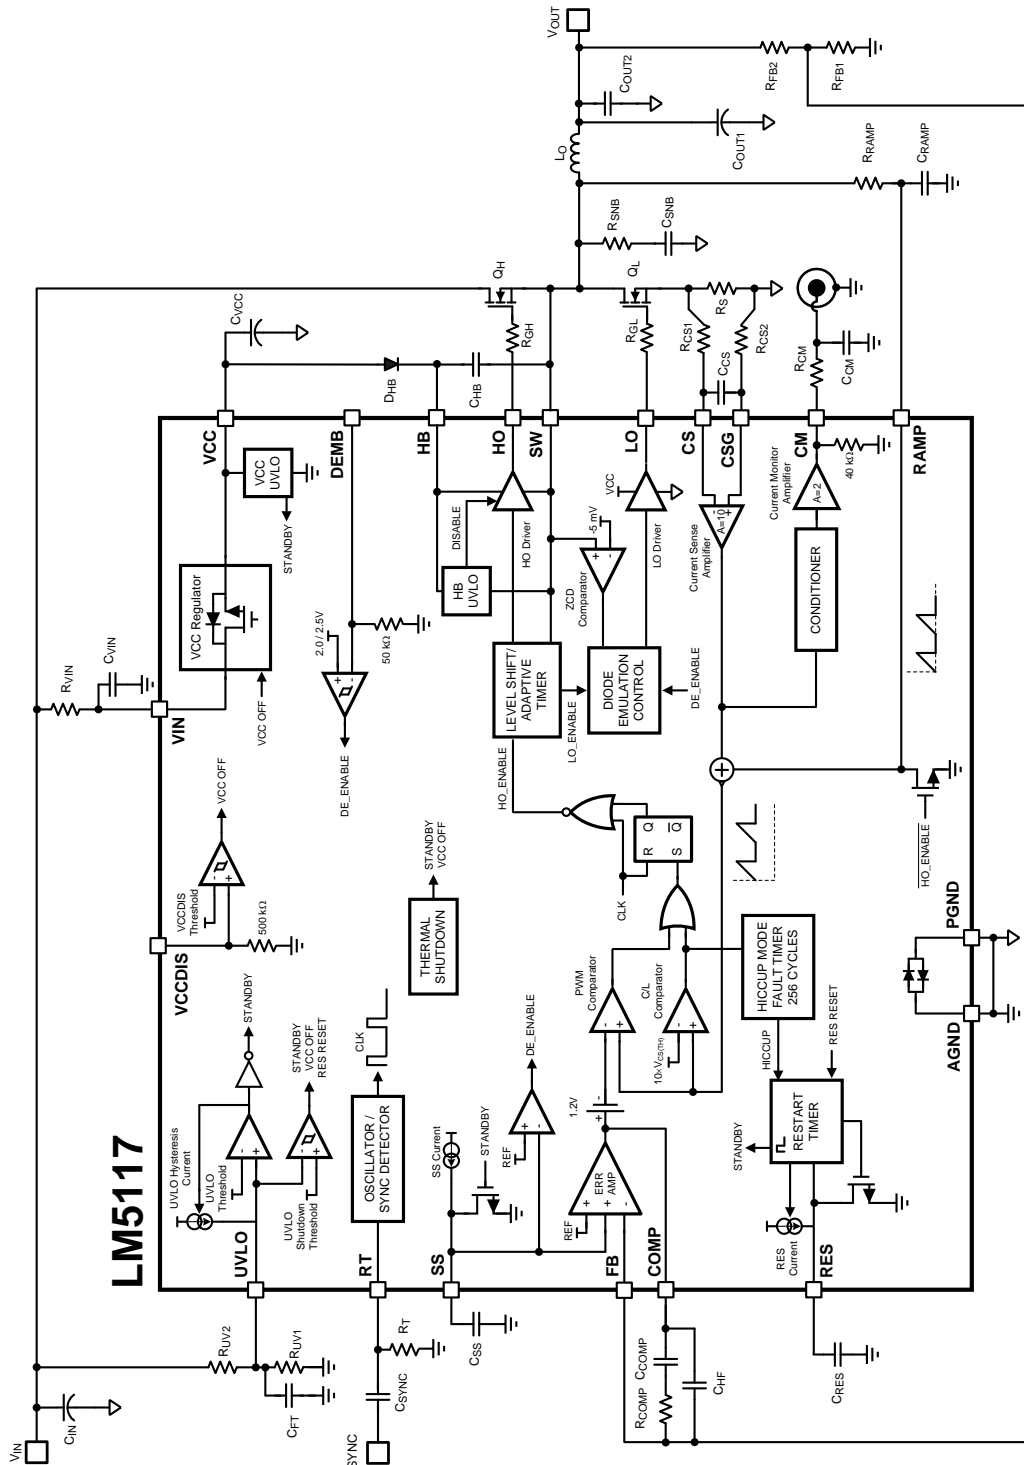 LM5117
VIN
CIN
RUV2
RUV1
CFT
UVLO
UVLO Hysteresis
Current
UVLO
Threshold
STANDBY
UVLO
Shutdown
Threshold
STANDBY
VCC OFF
RES RESET
VCCDIS
VCCDIS
Threshold
500 kΩ
VCC OFF
VIN
RVIN
CVIN
VCC OFF
VCC Regulator
VCC
UVLO
STANDBY
VCC
CVCC
SYNC
CSYNC
RT
RT
OSCILLATOR /
SYNC DETECTOR
CLK
THERMAL
SHUTDOWN
STANDBY
VCC OFF
2.0 / 2.5V
50 kΩ
DE_ENABLE
DEMB
DHB
HB
CHB
HB
UVLO
DISABLE
HO Driver
HO
RGH
QH
SW
SS
CSS
SS Current
STANDBY
REF
DE_ENABLE
CLK
R
Q
S
Q
HO_ENABLE
LEVEL SHIFT/
ADAPTIVE
TIMER
LO_ENABLE
DIODE
EMULATION
CONTROL
DE_ENABLE
ZCD
Comparator
-5 mV
VCC
LO Driver
LO
RGL
QL
RSNB
CSNB
LO
COUT1
COUT2
VOUT
RFB2
RFB1
FB
REF
ERR
AMP
1.2V
PWM
Comparator
C/L
Comparator
10xVCS(TH)
COMP
RCOMP
CCOMP
CHF
Current Sense
Amplifier
A=10
CS
CSG
RCS1
RCS2
CCS
RS
HICCUP MODE
FAULT TIMER
256 CYCLES
HICCUP
RES RESET
RESTART
TIMER
STANDBY
RES
Current
RES
CRES
CONDITIONER
Current Monitor
Amplifier
A=2
40 kΩ
CM
RCM
CCM
RAMP
RRAMP
CRAMP
HO_ENABLE
AGND
PGND